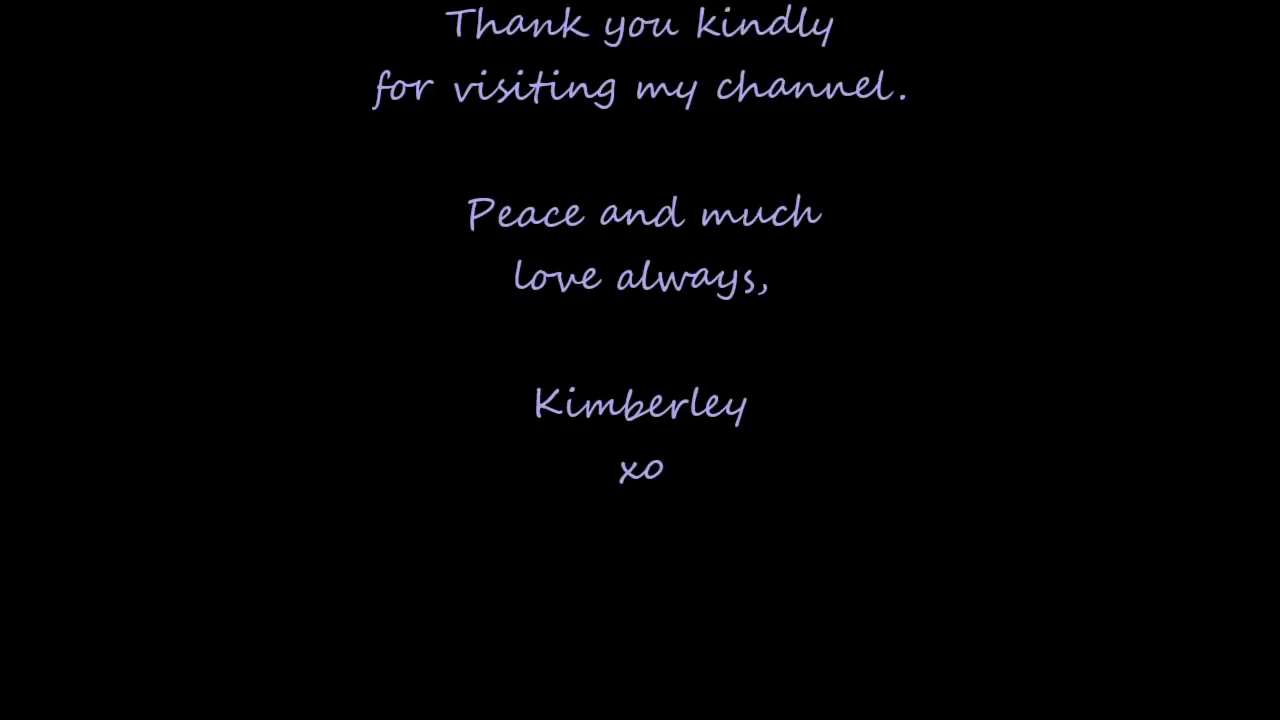 Thank you kindly
for visiting my channel.
Peace and much
love always,
Kimberley
xo